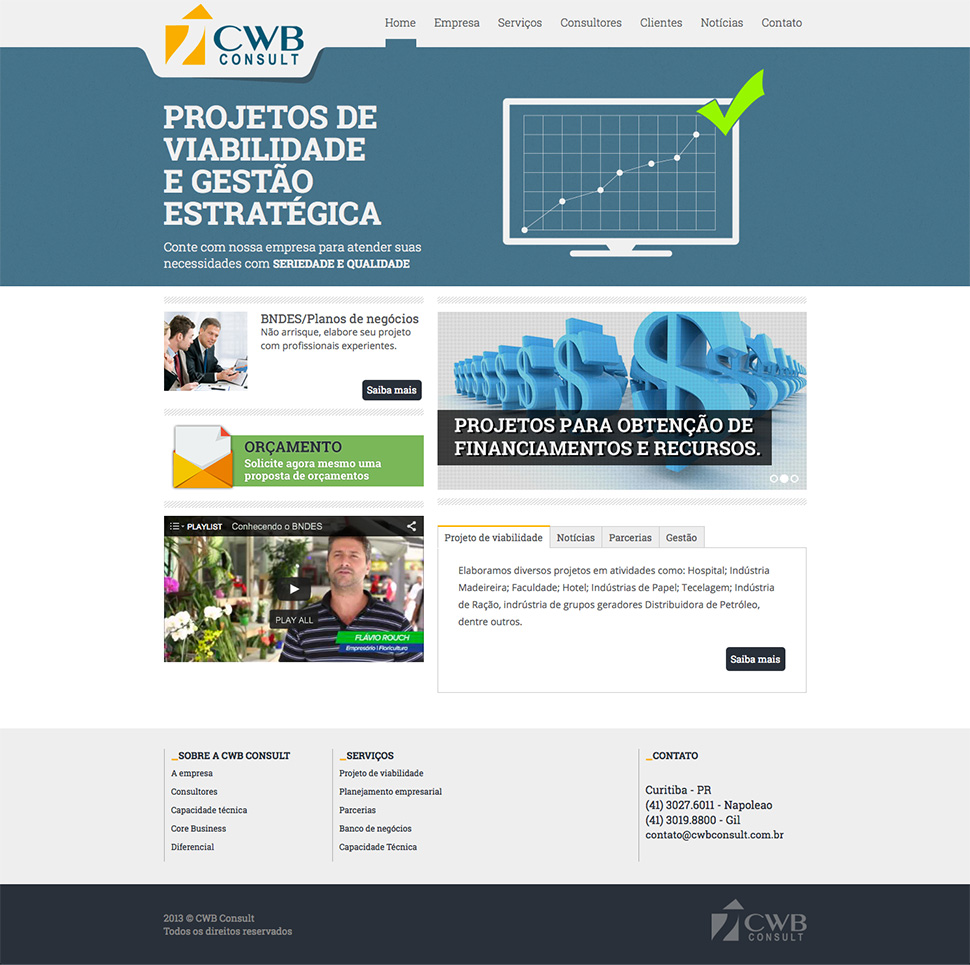 CWB
CONSULT
Home Empresa Serviços Consultores Clientes Notícias Contato
PROJETOS DE
VIABILIDADE
E GESTÃO
ESTRATÉGICA
Conte com nossa empresa para atender suas
necessidades com SERIEDADE E QUALIDADE
BNDES/Planos de negócios
Não arrisque, elabore seu projeto
com profissionais experientes.
Saiba mais
ORÇAMENTO
Solicite agora mesmo uma
proposta de orçamentos
PLAYLIST Conhecendo o BNDES
PLAY ALL
FLÁVIO ROUCH
Empresário | Floricultura
PROJETOS PARA OBTENÇÃO DE
FINANCIAMENTOS E RECURSOS.
Projeto de viabilidade Notícias Parcerias Gestão
Elaboramos diversos projetos em atividades como: Hospital; Indústria
Madeireira; Faculdade; Hotel; Indústrias de Papel; Tecelagem; Indústria
de Ração, indrústria de grupos geradores Distribuidora de Petróleo,
dentre outros.
Saiba mais
_SOBRE A CWB CONSULT
A empresa
Consultores
Capacidade técnica
Core Business
Diferencial
_SERVIÇOS
Projeto de viabilidade
Planejamento empresarial
Parcerias
Banco de negócios
Capacidade Técnica
_CONTATO
Curitiba - PR
(41) 3027.6011 - Napoleao
(41) 3019.8800 - Gil
contato@cwbconsult.com.br
2013 © CWB Consult
Todos os direitos reservados
CWB
CONSULT